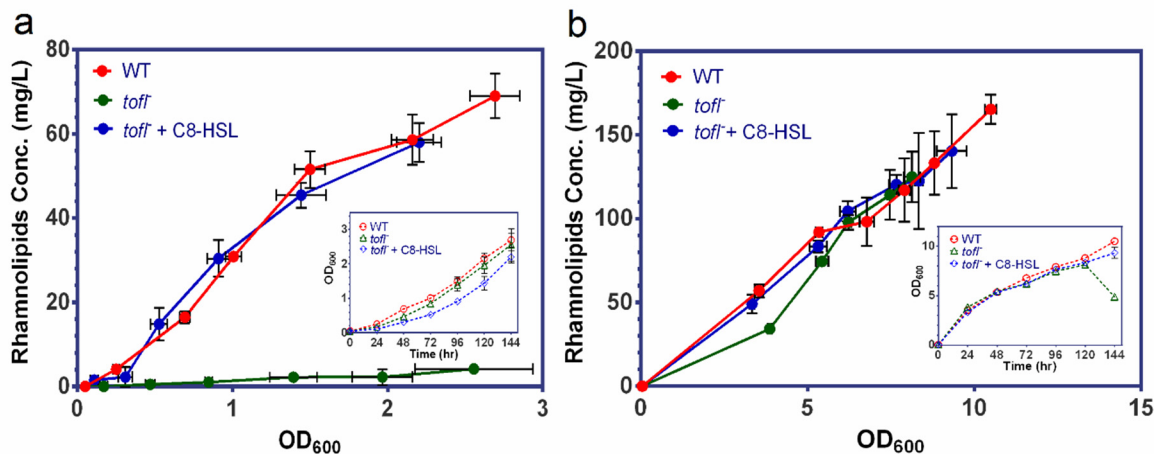 a
Rhamnolipids Conc. (mg/L)
80
60
40
20
0
WT
tofI-
tofI- + C8-HSL
OD600
3
2
1
0
WT
tofI-
tofI- + C8-HSL
0 24 48 72 96 120 144
Time (hr)
0 1 2 3
OD600
b
Rhamnolipids Conc. (mg/L)
200
150
100
50
0
WT
tofI-
tofI- + C8-HSL
OD600
10
5
0
WT
tofI-
tofI- + C8-HSL
0 24 48 72 96 120 144
Time (hr)
0 5 10 15
OD600